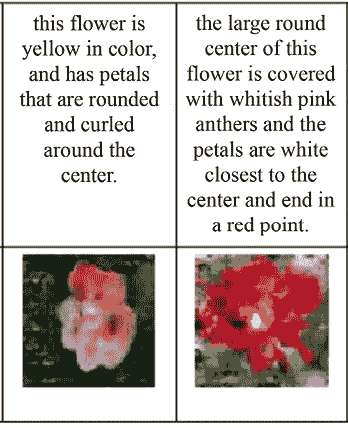 this flower is
yellow in color,
and has petals
that are rounded
and curled
around the
center.
the large round
center of this
flower is covered
with whitish pink
anthers and the
petals are white
closest to the
center and end in
a red point.